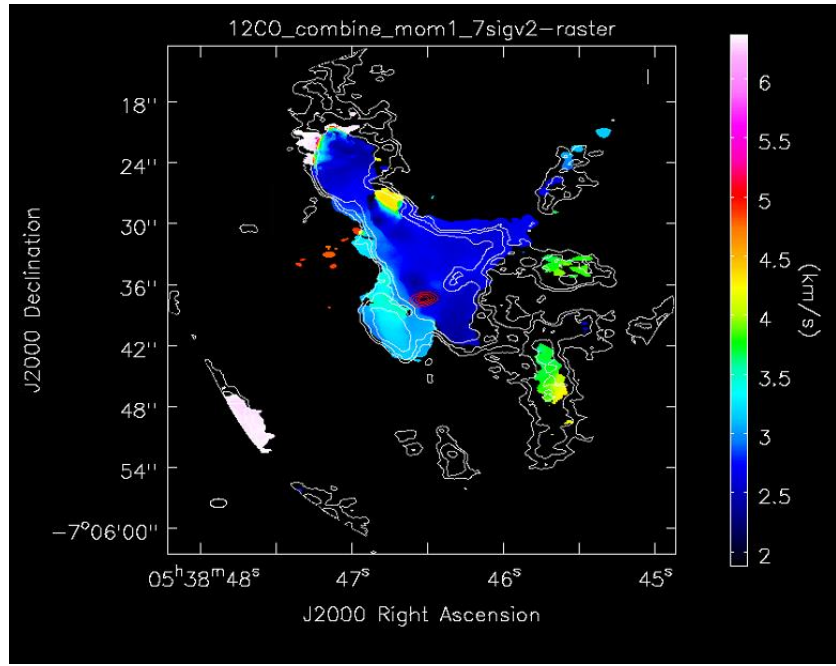 12CO_combine_mom1_7sigv2-raster
18''
24''
30''
36''
42''
48''
54''
-7°06'00''
J2000 Declination
05h38m48s
47s
46s
45s
J2000 Right Ascension
6
5.5
5
4.5
4
3.5
3
2.5
2
(km/s)